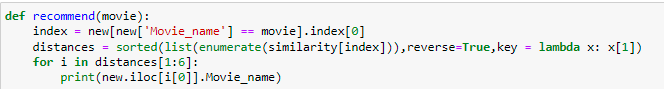 def recommend(movie):
    index = new[new['Movie_name'] == movie].index[0]
    distances = sorted(list(enumerate(similarity[index])),reverse=True,key = lambda x: x[1])
    for i in distances[1:6]:
        print(new.iloc[i[0]].Movie_name)